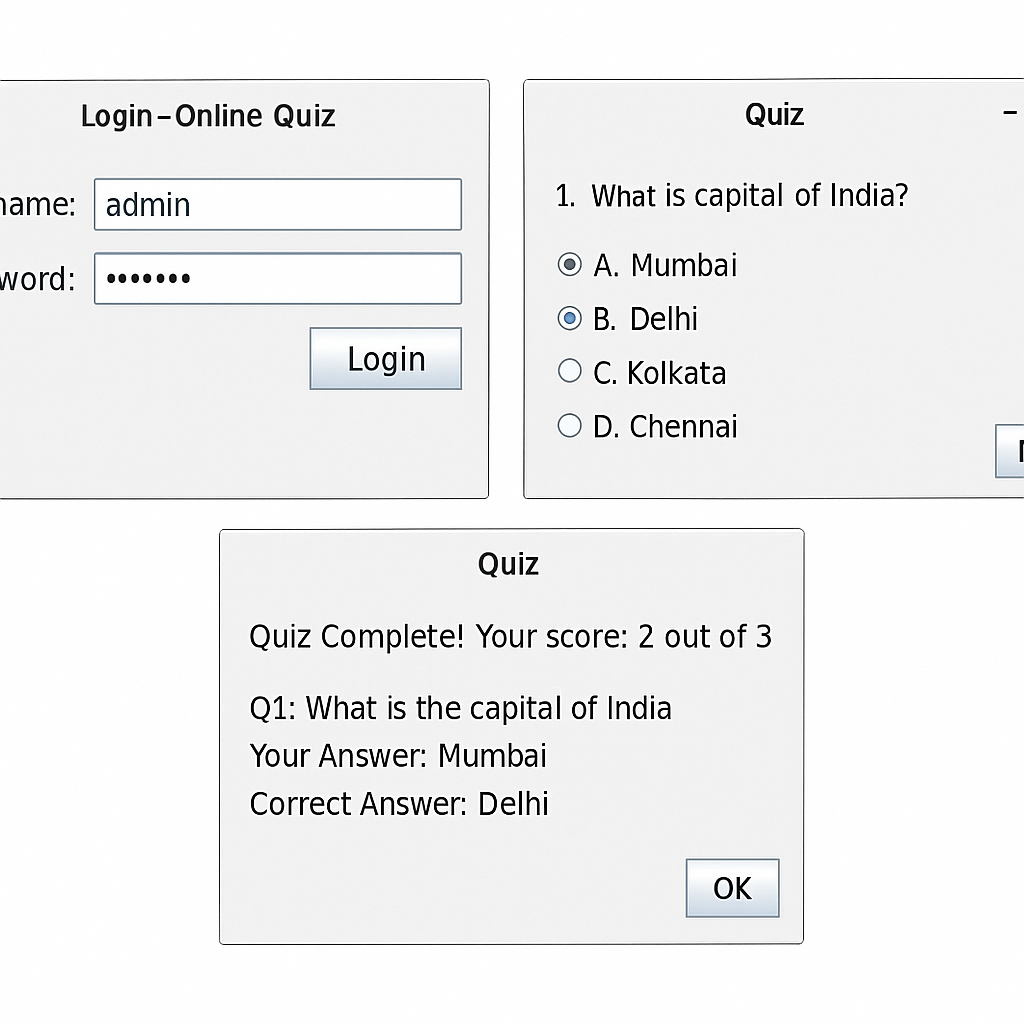 Login–Online Quiz
name: admin
word: •••••••
Login
Quiz –
1. What is capital of India?
A. Mumbai
B. Delhi
C. Kolkata
D. Chennai
Quiz
Quiz Complete! Your score: 2 out of 3
Q1: What is the capital of India
Your Answer: Mumbai
Correct Answer: Delhi
OK